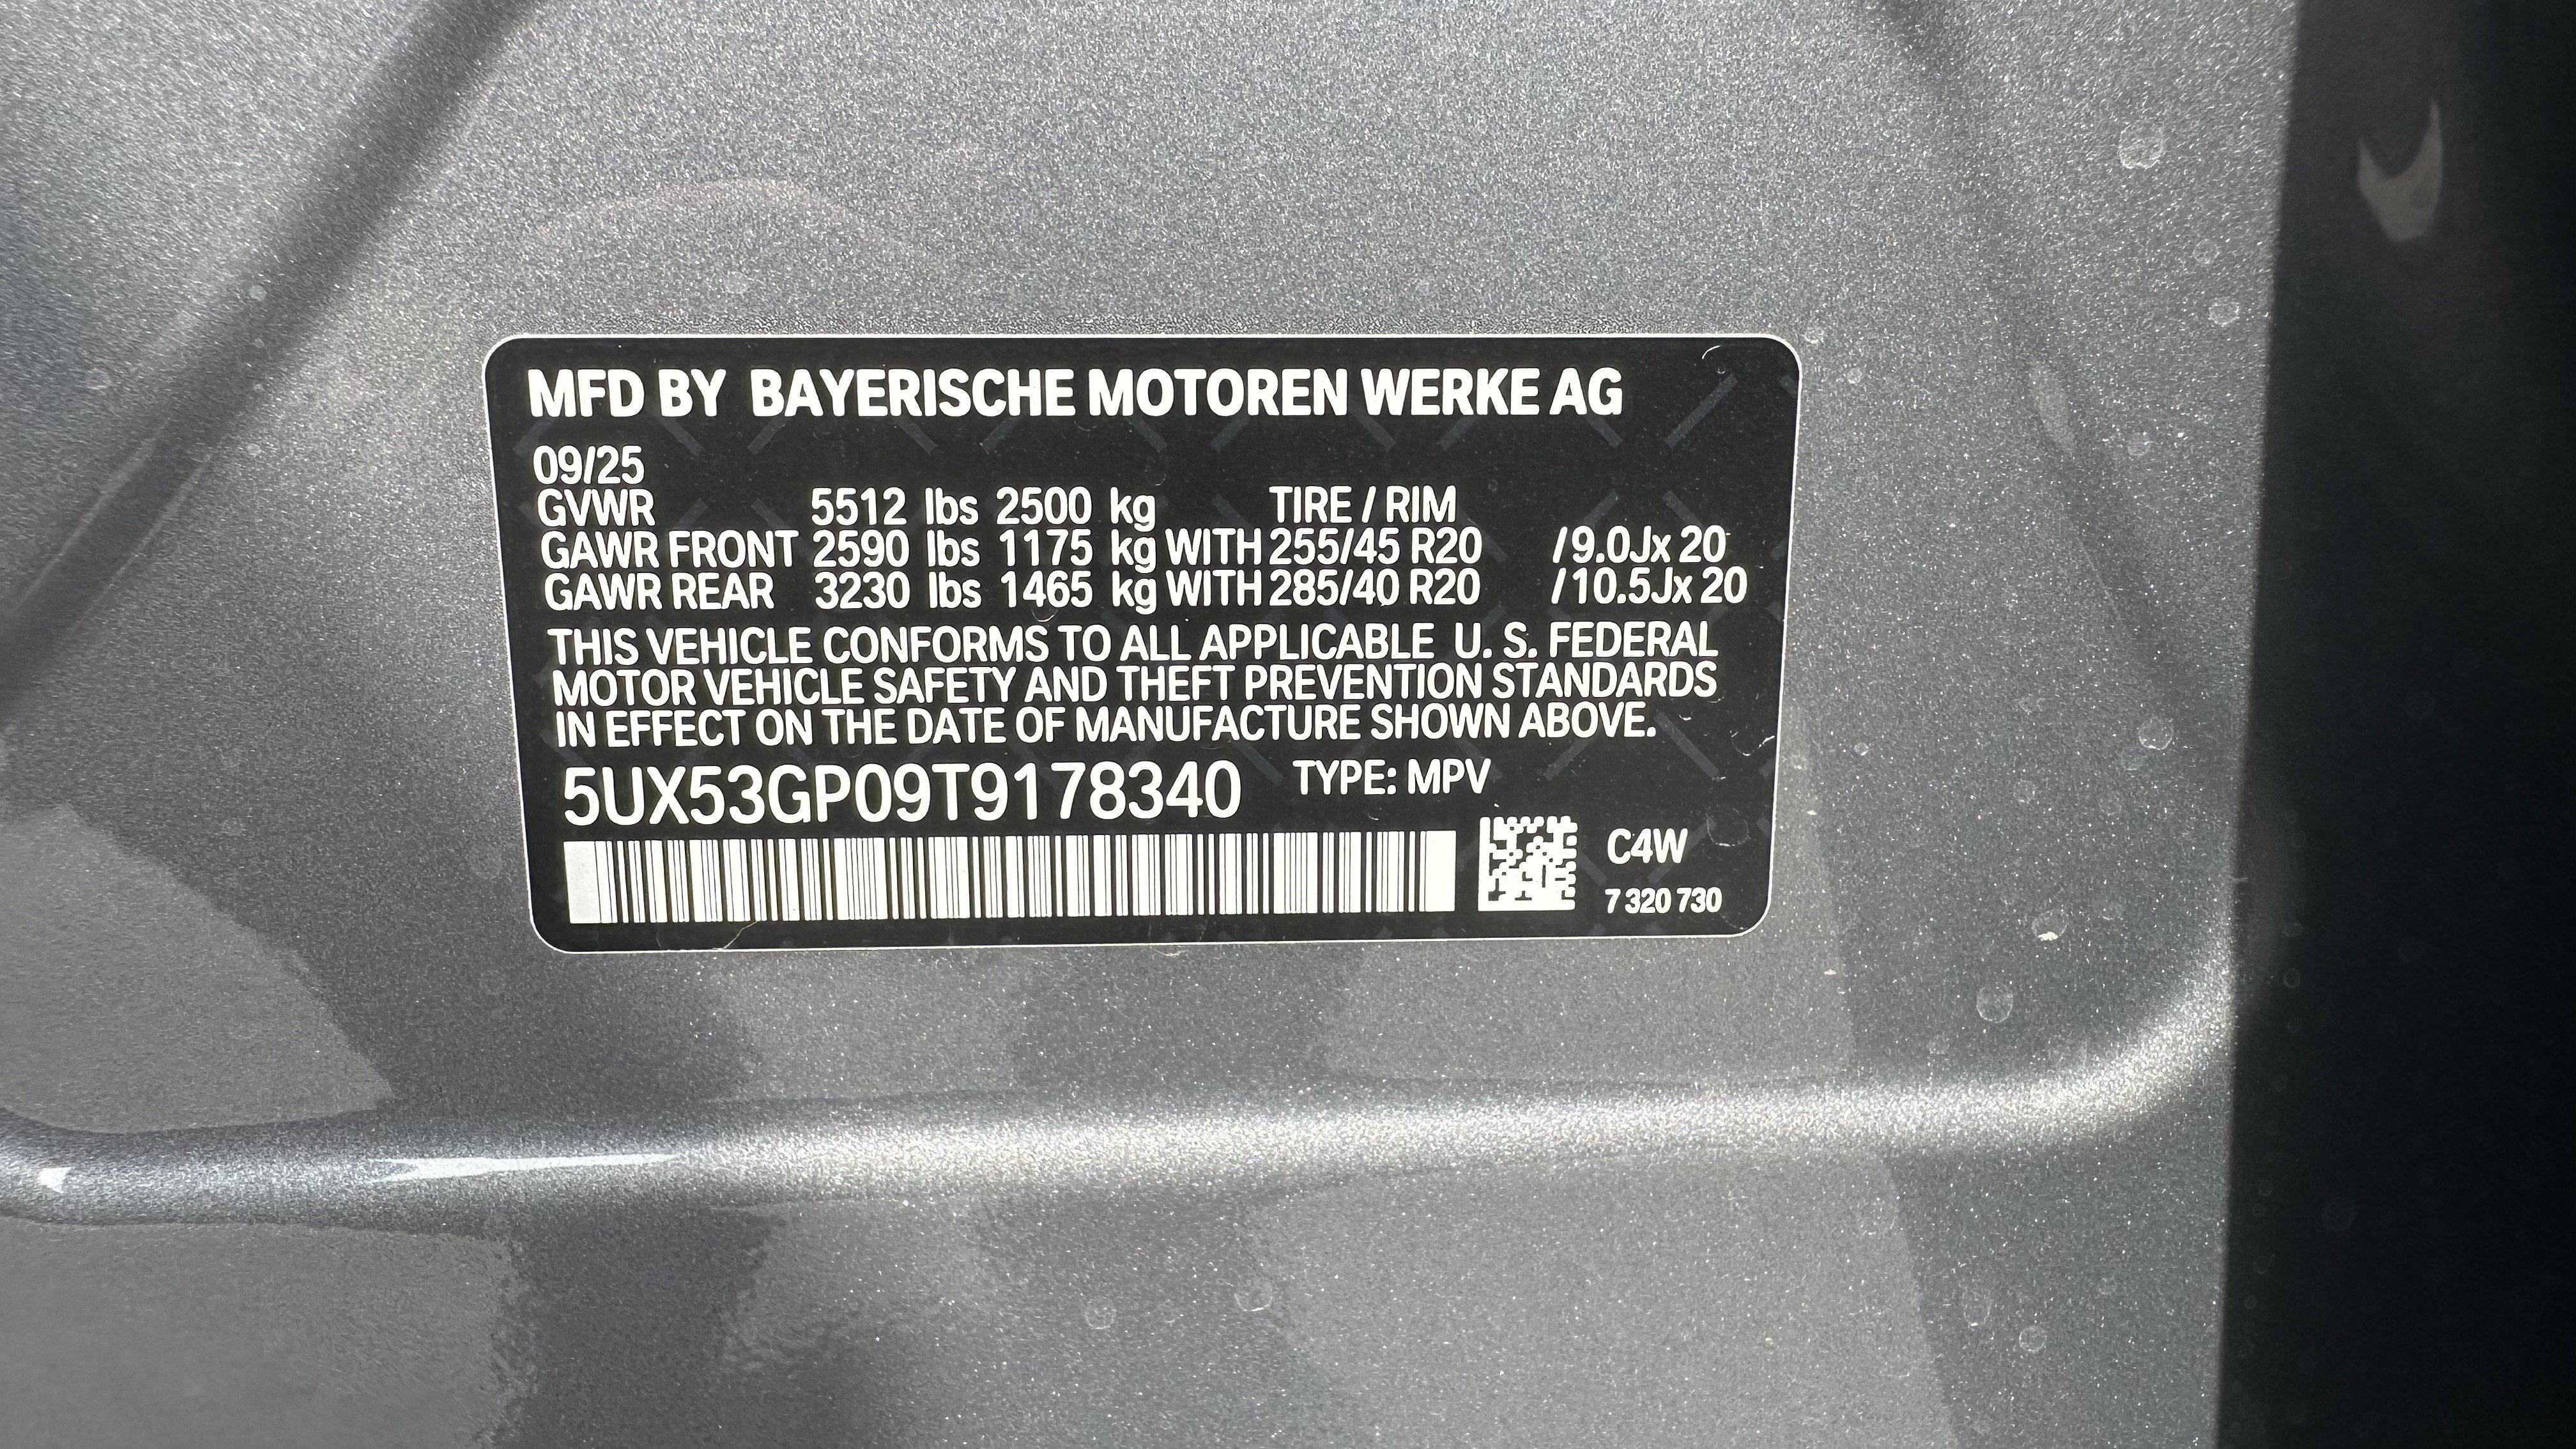 MFD BY BAYERISCHE MOTOREN WERKE AG
09/25
GVWR 5512 lbs 2500 kg TIRE / RIM
GAWR FRONT 2590 lbs 1175 kg WITH 255/45 R20 /9.0Jx 20
GAWR REAR 3230 lbs 1465 kg WITH 285/40 R20 /10.5Jx 20
THIS VEHICLE CONFORMS TO ALL APPLICABLE U. S. FEDERAL
MOTOR VEHICLE SAFETY AND THEFT PREVENTION STANDARDS
IN EFFECT ON THE DATE OF MANUFACTURE SHOWN ABOVE.
5UX53GP09T9178340 TYPE: MPV
C4W
7 320 730